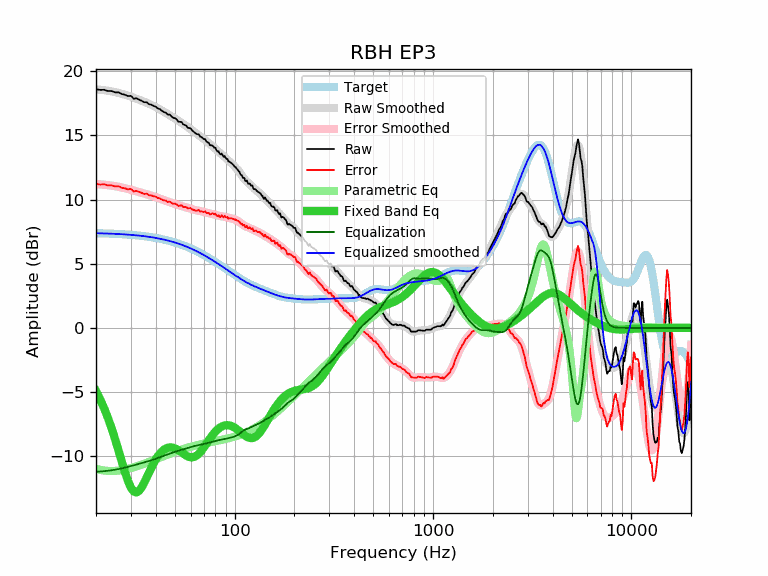 RBH EP3
Amplitude (dBr)
20
15
10
5
0
−5
−10
Target
Raw Smoothed
Error Smoothed
Raw
Error
Parametric Eq
Fixed Band Eq
Equalization
Equalized smoothed
100
1000
10000
Frequency (Hz)